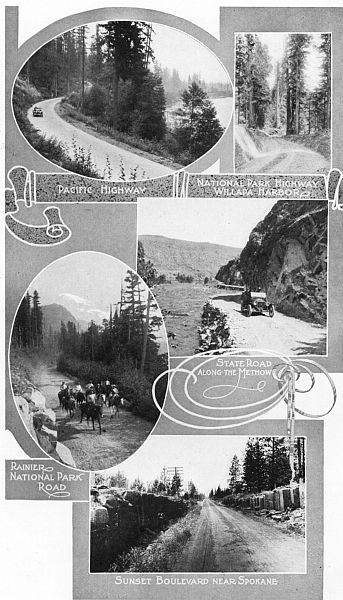 PACIFIC HIGHWAY
NATIONAL PARK HIGHWAY
WILLAPA HARBOR
STATE ROAD
ALONG THE METHOW
RAINIER
NATIONAL PARK
ROAD
SUNSET BOULEVARD NEAR SPOKANE